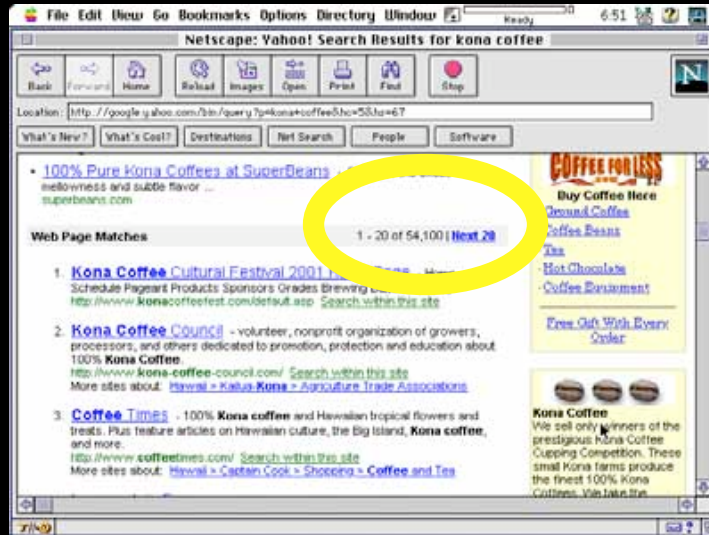 File Edit View Go Bookmarks Options Directory Window
Ready
6:51
Netscape: Yahoo! Search Results for kona coffee
Back Forward Home Reload Images Open Print Find Stop
N
Location: http://google.yahoo.com/bin/query?p=kona+coffee&hc=5&hs=67
What's New? What's Cool? Destinations Net Search People Software
100% Pure Kona Coffees at SuperBeans -
mellowness and subtle flavor ...
superbeans.com
Web Page Matches 1 - 20 of 54,100 | Next 20
1. Kona Coffee Cultural Festival 2001
Schedule Pageant Products Sponsors Grades Brewing
http://www.konacoffeefest.com/default.asp Search within this site
2. Kona Coffee Council - volunteer, nonprofit organization of growers,
processors, and others dedicated to promotion, protection and education about
100% Kona Coffee.
http://www.kona-coffee-council.com/ Search within this site
More sites about: Hawaii > Kailua-Kona > Agriculture Trade Associations
3. Coffee Times - 100% Kona coffee and Hawaiian tropical flowers and
treats. Plus feature articles on Hawaiian culture, the Big Island, Kona coffee,
and more.
http://www.coffeetimes.com/ Search within this site
More sites about: Hawaii > Captain Cook > Shopping > Coffee and Tea
COFFEE FOR LESS
Buy Coffee Here
Ground Coffee
Coffee Beans
Tea
Hot Chocolate
Coffee Equipment
Free Gift With Every
Order
Kona Coffee
We sell only winners of the
prestigious Kona Coffee
Cupping Competition. These
small Kona farms produce
the finest 100% Kona
Coffees. We take the